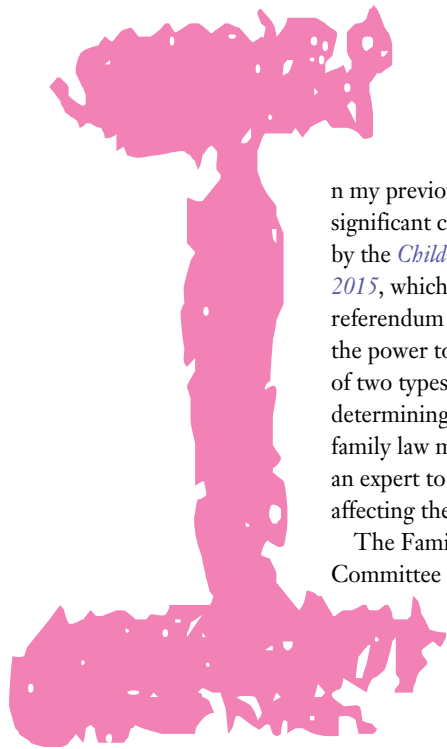 I
n my previo
significant c
by the Child
2015, which
referendum
the power to
of two types
determining
family law m
an expert to
affecting the
The Fami
Committee